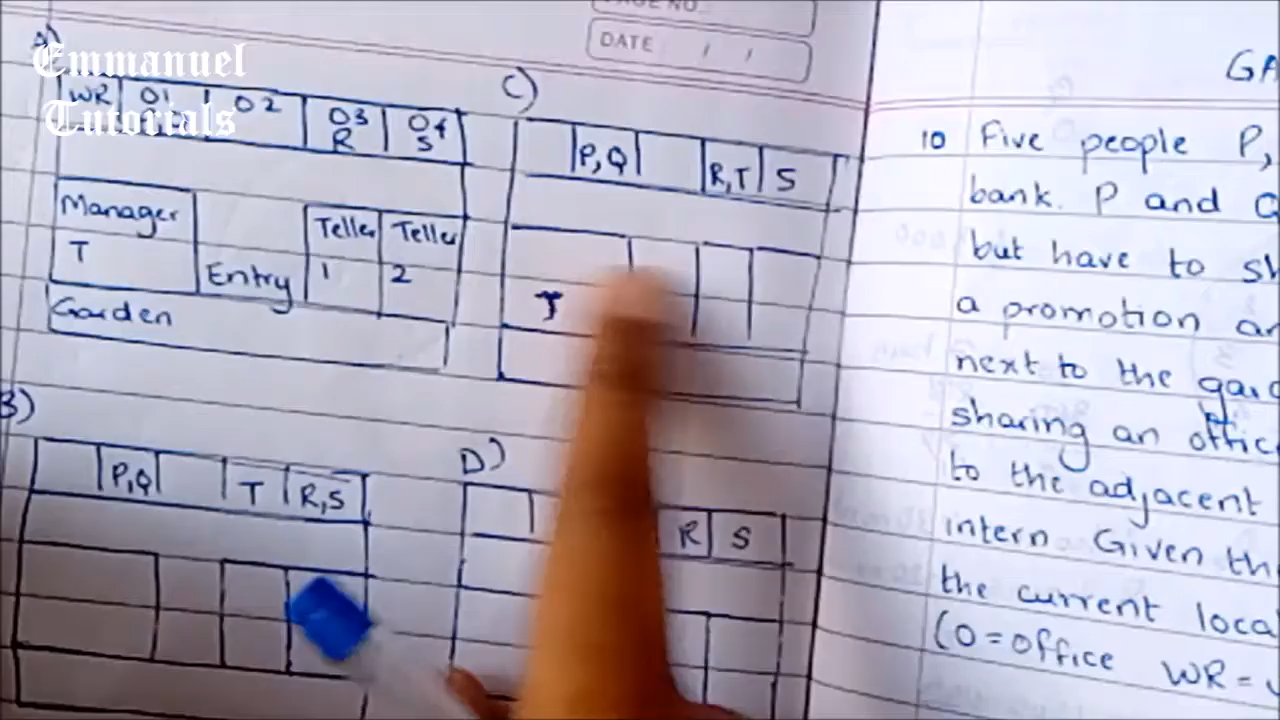 PAGE NO
DATE / /
Emmanuel
Tutorials
A)
WR O1 O2 O3 O4
R S
Manager
T
Entry
Teller Teller
1 2
Garden
B)
P,Q T R,S
C)
P,Q R,T S
T
D)
R S
GA
10 Five people P,
bank. P and Q
but have to sh
a promotion an
next to the gard
sharing an offic
to the adjacent
intern Given th
the current loca
(O=office WR=